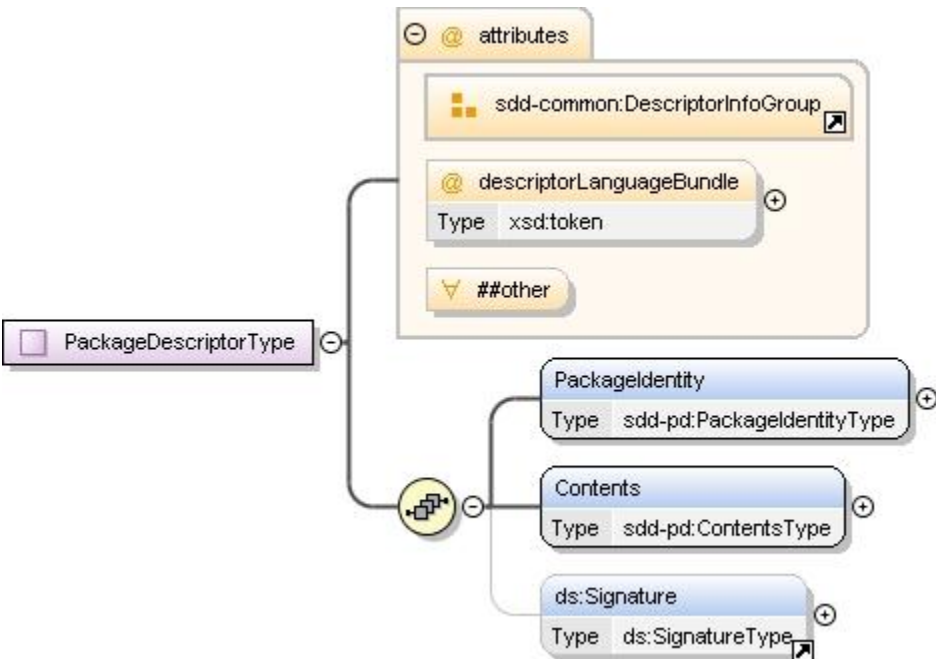 @ attributes
sdd-common:DescriptorInfoGroup
@ descriptorLanguageBundle
Type xsd:token
∀ ##other
PackageDescriptorType
PackageIdentity
Type sdd-pd:PackageIdentityType
Contents
Type sdd-pd:ContentsType
ds:Signature
Type ds:SignatureType